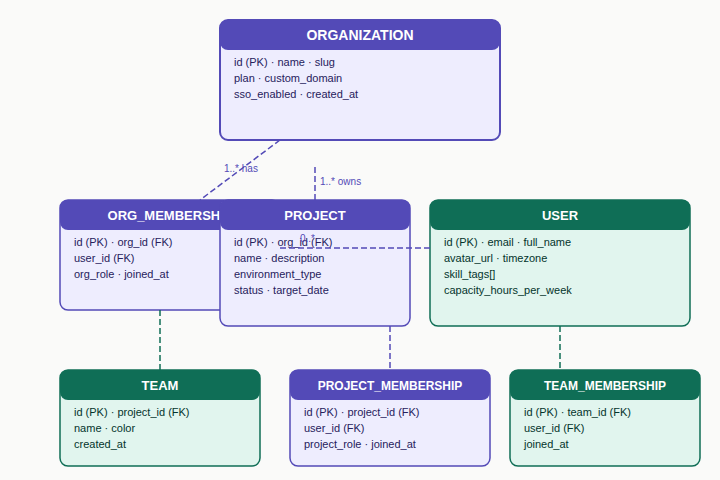 ORGANIZATION
id (PK) · name · slug
plan · custom_domain
sso_enabled · created_at
1..* has
1..* owns
ORG_MEMBERSH
id (PK) · org_id (FK)
user_id (FK)
org_role · joined_at
PROJECT
id (PK) · org_id (FK)
name · description
environment_type
status · target_date
0..*
USER
id (PK) · email · full_name
avatar_url · timezone
skill_tags[]
capacity_hours_per_week
TEAM
id (PK) · project_id (FK)
name · color
created_at
PROJECT_MEMBERSHIP
id (PK) · project_id (FK)
user_id (FK)
project_role · joined_at
TEAM_MEMBERSHIP
id (PK) · team_id (FK)
user_id (FK)
joined_at